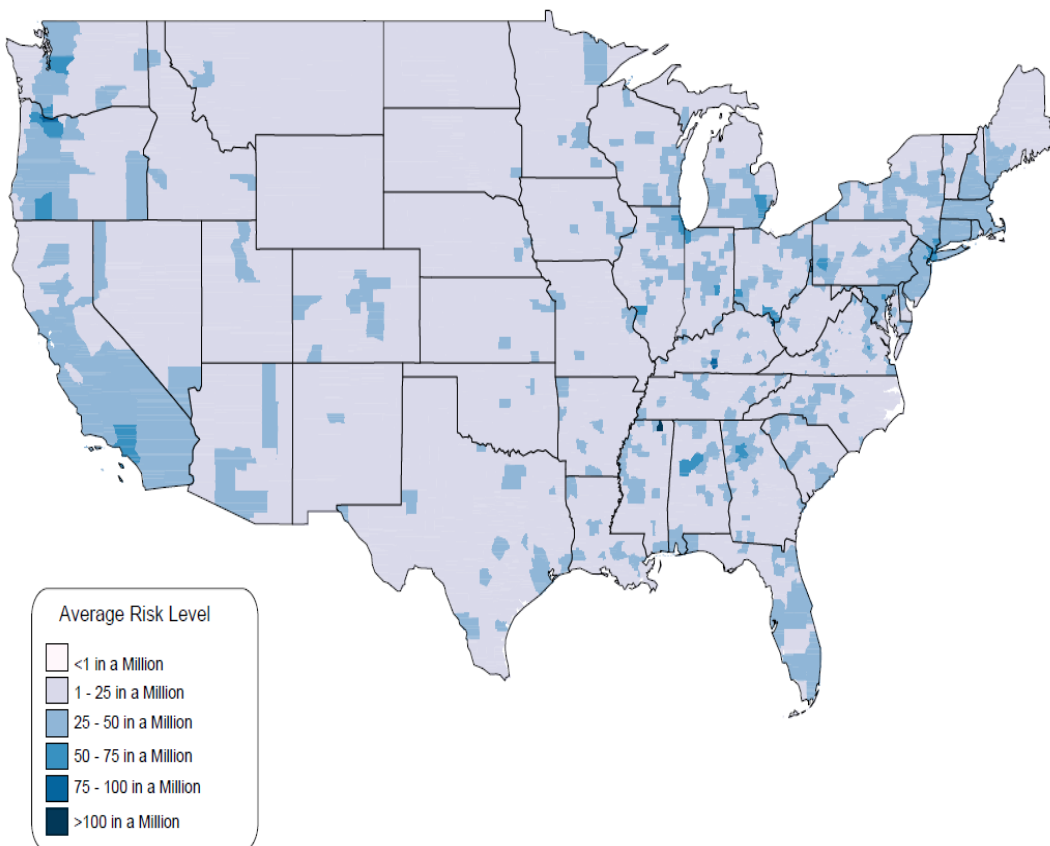 Average Risk Level
<1 in a Million
1 - 25 in a Million
25 - 50 in a Million
50 - 75 in a Million
75 - 100 in a Million
>100 in a Million